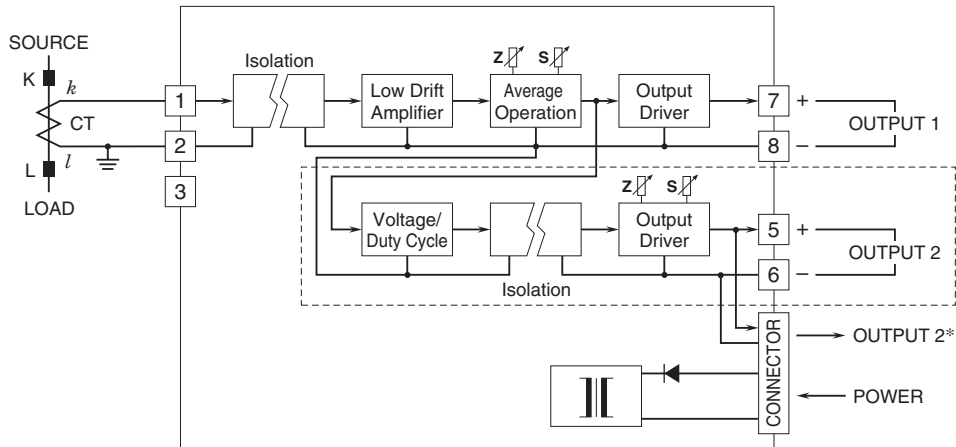 SOURCE
K
k
CT
l
L
LOAD
1
2
3
Isolation
Low Drift
Amplifier
Z
S
Average
Operation
Output
Driver
7
+
8
–
OUTPUT 1
Voltage/
Duty Cycle
Isolation
Z
S
Output
Driver
5
+
6
–
OUTPUT 2
CONNECTOR
OUTPUT 2*
POWER